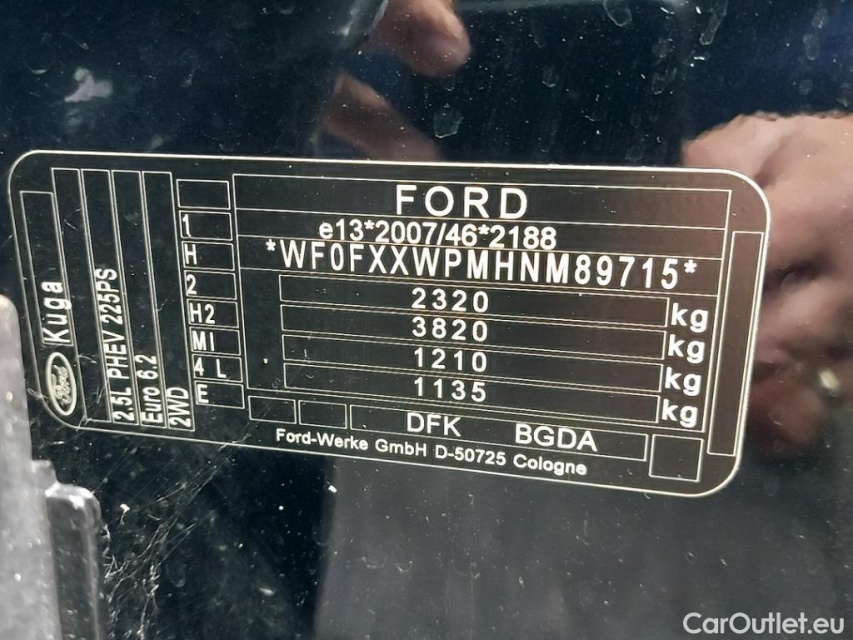 FORD
e13*2007/46*2188
*WF0FXXWPMHNM89715*
2320 kg
3820 kg
1210 kg
1135 kg
DFK BGDA
Ford-Werke GmbH D-50725 Cologne
1
H
2
H2
MI
4 L
E
Ford Kuga
2.5L PHEV 225PS
Euro 6.2
2WD
CarOutlet.eu